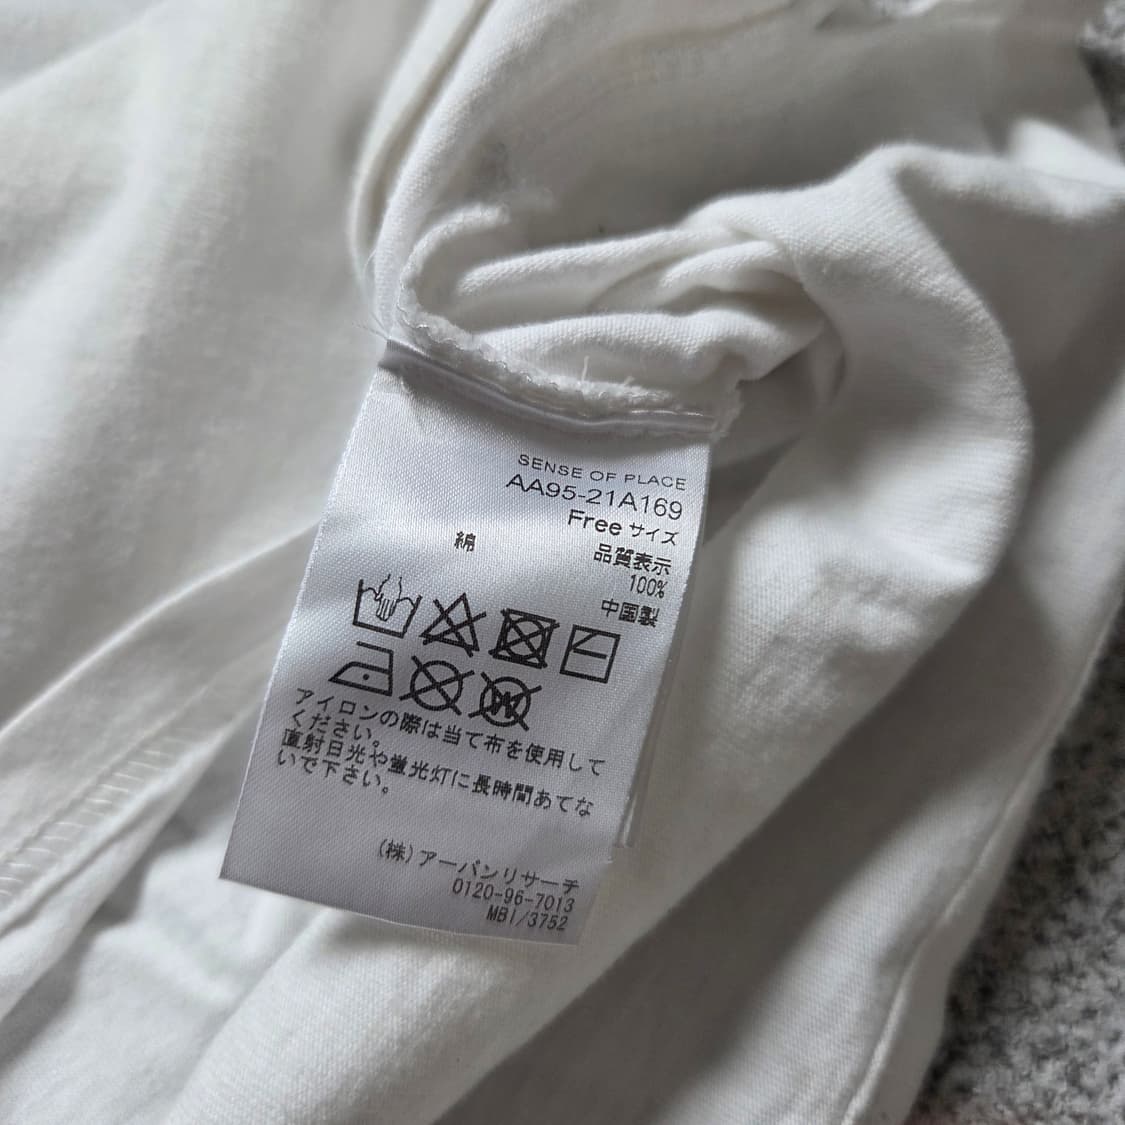 SENSE OF PLACE
AA95-21A169
Free サイズ
品質表示
綿 100%
中国製
アイロンの際は当て布を使用して
ください。
直射日光や蛍光灯に長時間あてな
いで下さい。
(株)アーバンリサーチ
0120-96-7013
MBI/3752